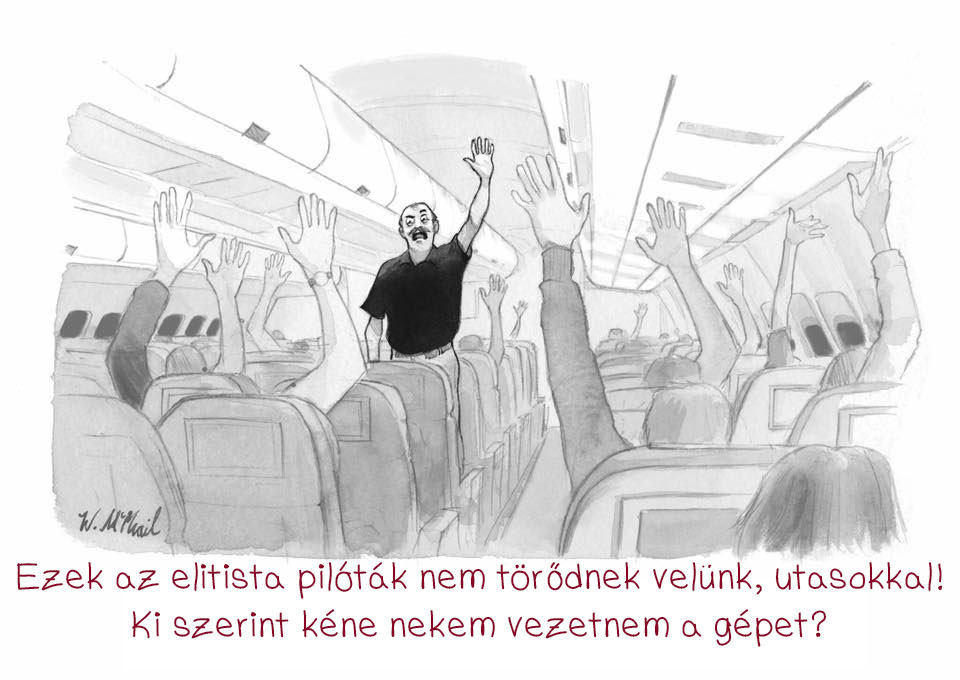 W. McPhail
Ezek az elitista pilóták nem törődnek velünk, utasokkal!
Ki szerint kéne nekem vezetnem a gépet?